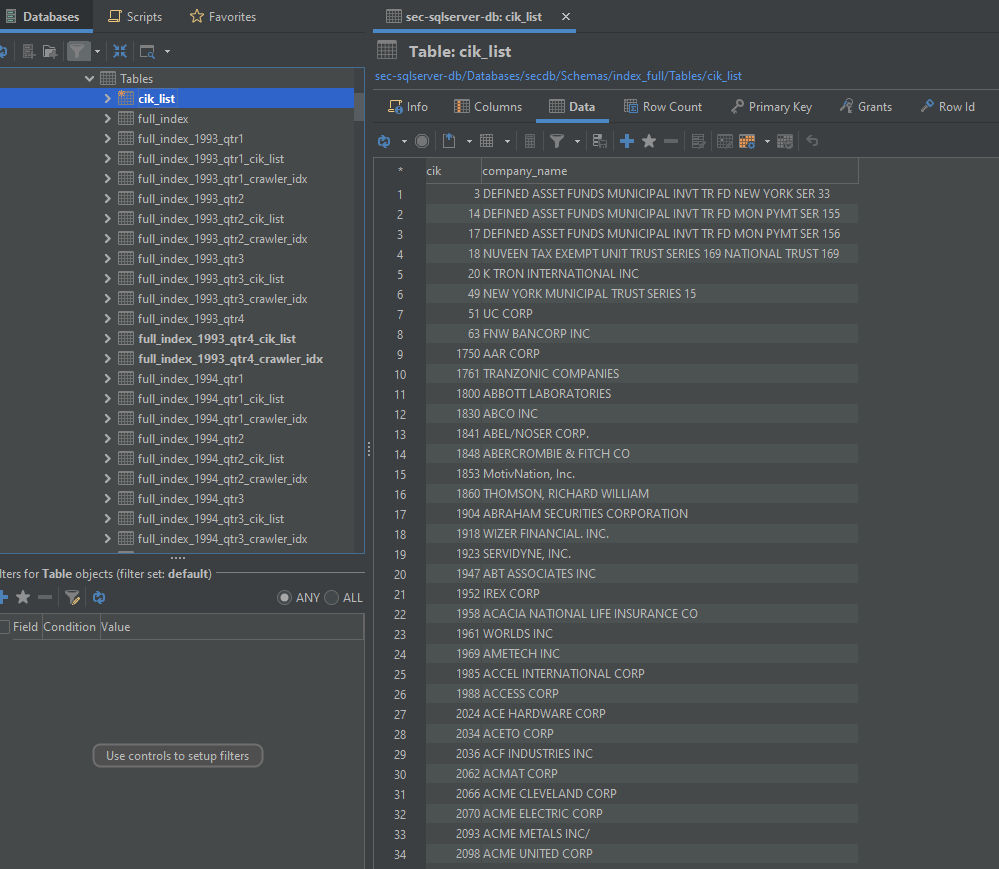 Databases Scripts Favorites
Tables
cik_list
full_index
full_index_1993_qtr1
full_index_1993_qtr1_cik_list
full_index_1993_qtr1_crawler_idx
full_index_1993_qtr2
full_index_1993_qtr2_cik_list
full_index_1993_qtr2_crawler_idx
full_index_1993_qtr3
full_index_1993_qtr3_cik_list
full_index_1993_qtr3_crawler_idx
full_index_1993_qtr4
full_index_1993_qtr4_cik_list
full_index_1993_qtr4_crawler_idx
full_index_1994_qtr1
full_index_1994_qtr1_cik_list
full_index_1994_qtr1_crawler_idx
full_index_1994_qtr2
full_index_1994_qtr2_cik_list
full_index_1994_qtr2_crawler_idx
full_index_1994_qtr3
full_index_1994_qtr3_cik_list
full_index_1994_qtr3_crawler_idx
lters for Table objects (filter set: default)
ANY ALL
Field Condition Value
Use controls to setup filters
sec-sqlserver-db: cik_list
Table: cik_list
sec-sqlserver-db/Databases/secdb/Schemas/index_full/Tables/cik_list
Info Columns Data Row Count Primary Key Grants Row Id
* cik company_name
1 3 DEFINED ASSET FUNDS MUNICIPAL INVT TR FD NEW YORK SER 33
2 14 DEFINED ASSET FUNDS MUNICIPAL INVT TR FD MON PYMT SER 155
3 17 DEFINED ASSET FUNDS MUNICIPAL INVT TR FD MON PYMT SER 156
4 18 NUVEEN TAX EXEMPT UNIT TRUST SERIES 169 NATIONAL TRUST 169
5 20 K TRON INTERNATIONAL INC
6 49 NEW YORK MUNICIPAL TRUST SERIES 15
7 51 UC CORP
8 63 FNW BANCORP INC
9 1750 AAR CORP
10 1761 TRANZONIC COMPANIES
11 1800 ABBOTT LABORATORIES
12 1830 ABCO INC
13 1841 ABEL/NOSER CORP.
14 1848 ABERCROMBIE & FITCH CO
15 1853 MotivNation, Inc.
16 1860 THOMSON, RICHARD WILLIAM
17 1904 ABRAHAM SECURITIES CORPORATION
18 1918 WIZER FINANCIAL. INC.
19 1923 SERVIDYNE, INC.
20 1947 ABT ASSOCIATES INC
21 1952 IREX CORP
22 1958 ACACIA NATIONAL LIFE INSURANCE CO
23 1961 WORLDS INC
24 1969 AMETECH INC
25 1985 ACCEL INTERNATIONAL CORP
26 1988 ACCESS CORP
27 2024 ACE HARDWARE CORP
28 2034 ACETO CORP
29 2036 ACF INDUSTRIES INC
30 2062 ACMAT CORP
31 2066 ACME CLEVELAND CORP
32 2070 ACME ELECTRIC CORP
33 2093 ACME METALS INC/
34 2098 ACME UNITED CORP